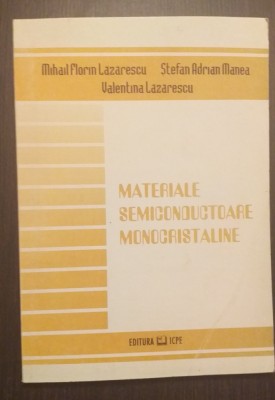 Mihail Florin Lazarescu Stefan Adrian Manea
Valentina Lazarescu
MATERIALE
SEMICONDUCTOARE
MONOCRISTALINE
EDITURA ICPE